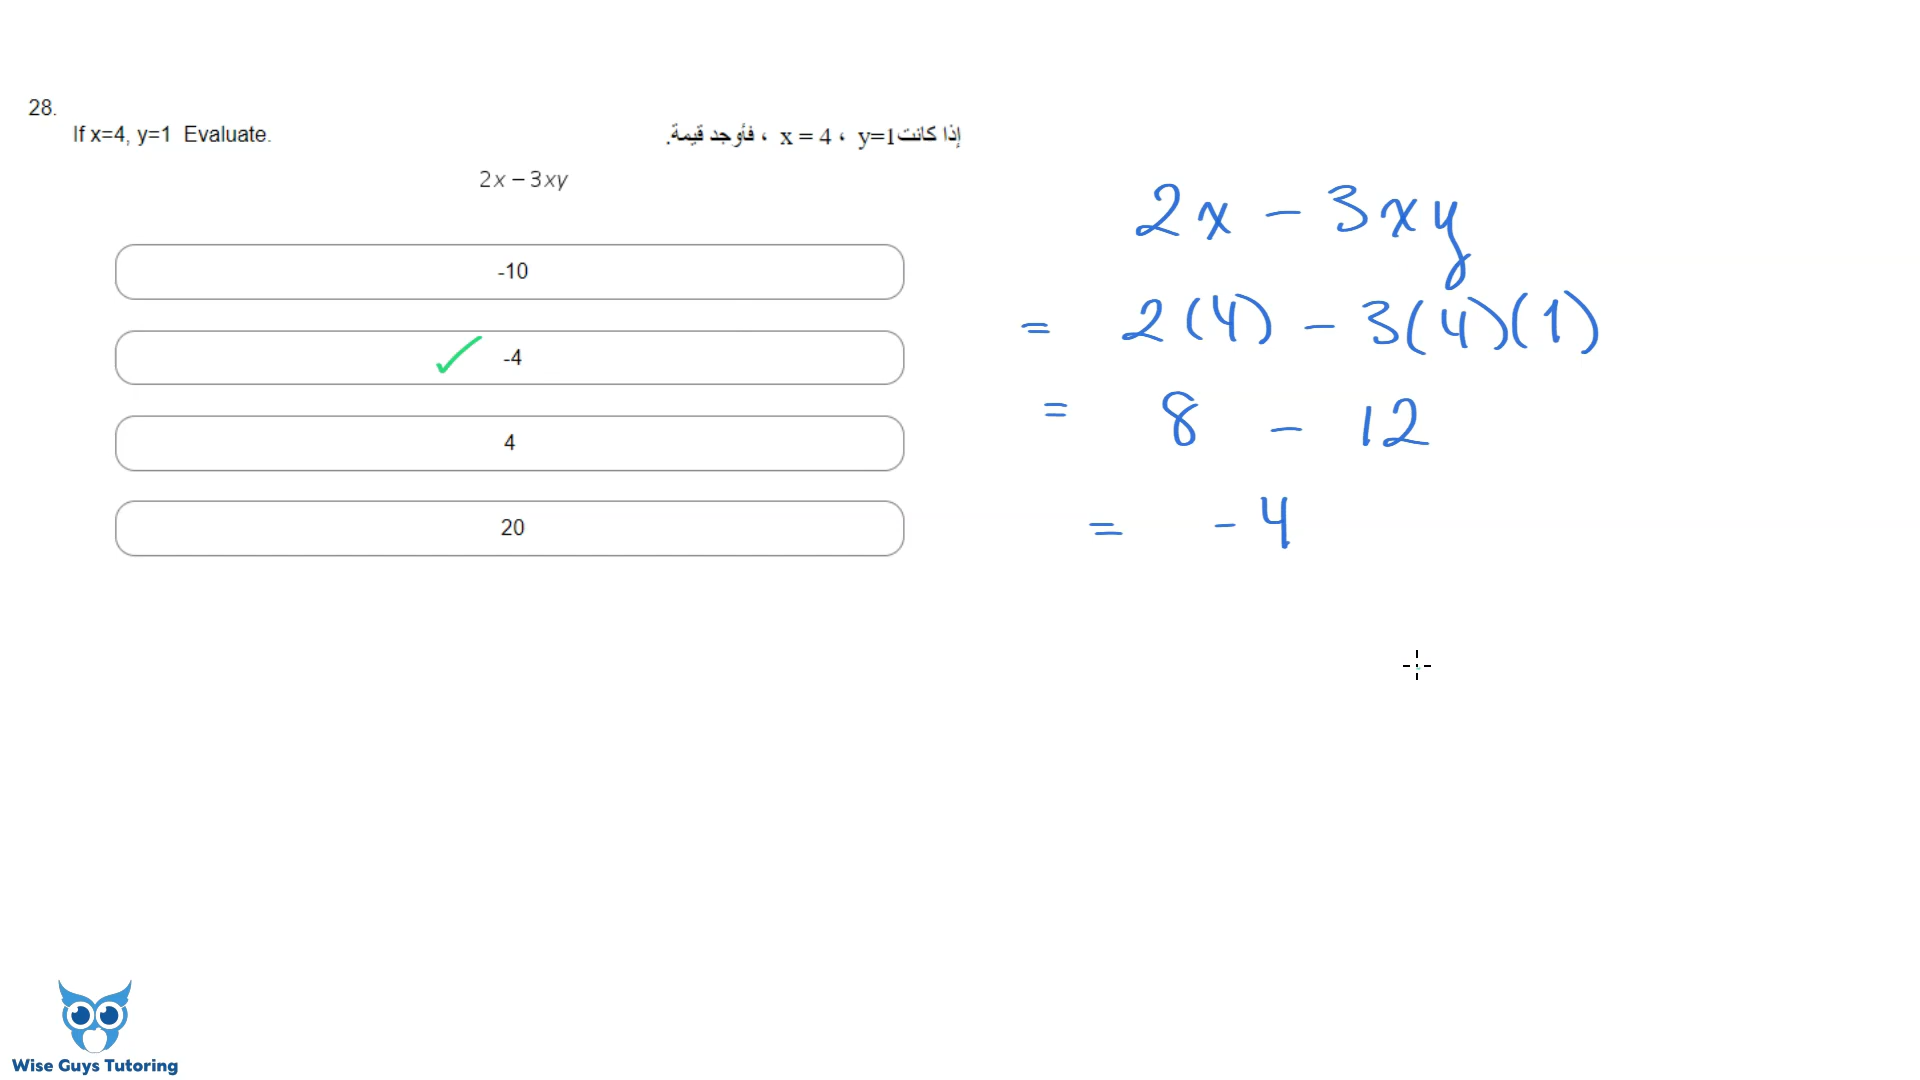 28.
If x=4, y=1 Evaluate.
إذا كانت y=1 ، x = 4 ، فأوجد قيمة.
2x – 3xy
-10
-4
4
20
2x - 3xy
= 2(4) - 3(4)(1)
= 8 - 12
= -4
Wise Guys Tutoring